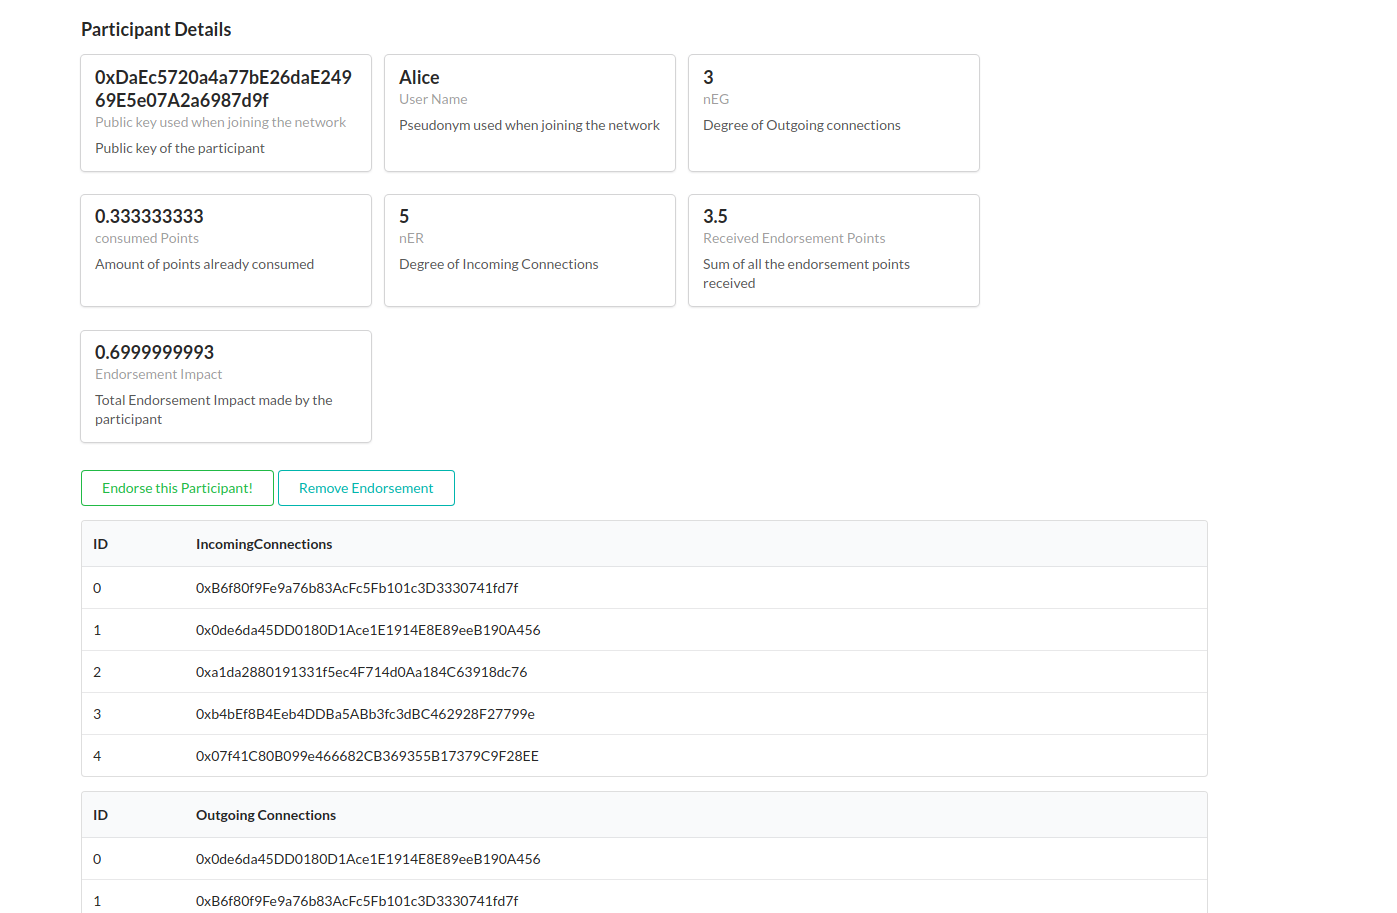 Participant Details
0xDaEc5720a4a77bE26daE249
69E5e07A2a6987d9f
Public key used when joining the network
Public key of the participant
Alice
User Name
Pseudonym used when joining the network
3
nEG
Degree of Outgoing connections
0.333333333
consumed Points
Amount of points already consumed
5
nER
Degree of Incoming Connections
3.5
Received Endorsement Points
Sum of all the endorsement points
received
0.6999999993
Endorsement Impact
Total Endorsement Impact made by the
participant
Endorse this Participant!
Remove Endorsement
ID IncomingConnections
0 0xB6f80f9Fe9a76b83AcFc5Fb101c3D3330741fd7f
1 0x0de6da45DD0180D1Ace1E1914E8E89eeB190A456
2 0xa1da2880191331f5ec4F714d0Aa184C63918dc76
3 0xb4bEf8B4Eeb4DDBa5ABb3fc3dBC462928F27799e
4 0x07f41C80B099e466682CB369355B17379C9F28EE
ID Outgoing Connections
0 0x0de6da45DD0180D1Ace1E1914E8E89eeB190A456
1 0xB6f80f9Fe9a76b83AcFc5Fb101c3D3330741fd7f